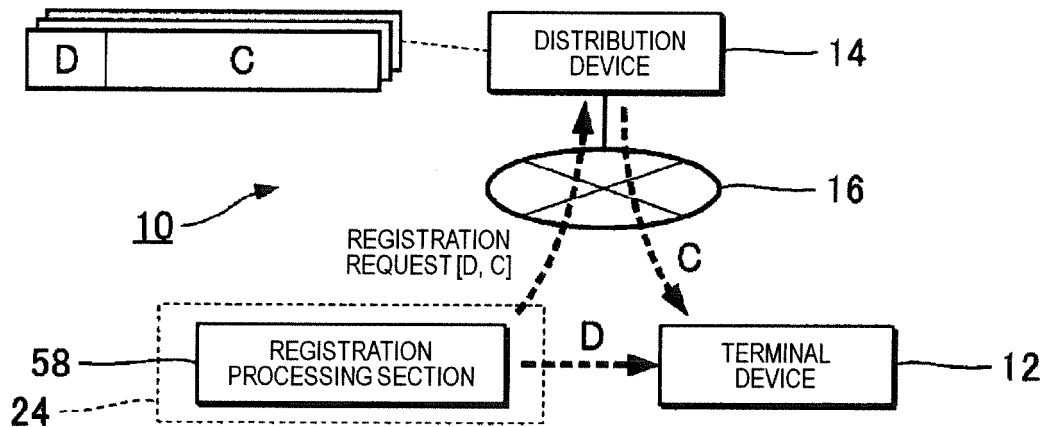 D C
DISTRIBUTION
DEVICE
14
16
10
REGISTRATION
REQUEST [D, C]
C
58
REGISTRATION
PROCESSING SECTION
D
TERMINAL
DEVICE
12
24